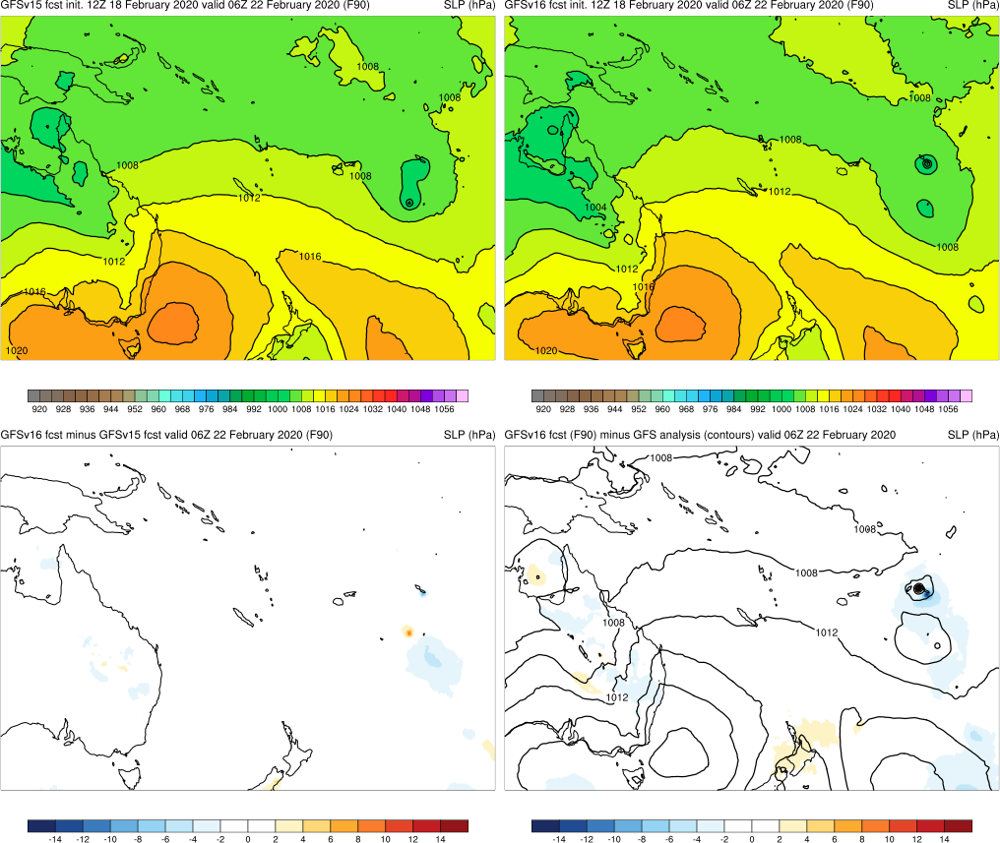 GFSv15 fcst init. 12Z 18 February 2020 valid 06Z 22 February 2020 (F90) SLP (hPa)
1008
1008
1008
1008
1012
1012
1016
1016
1020
920 928 936 944 952 960 968 976 984 992 1000 1008 1016 1024 1032 1040 1048 1056
GFSv16 fcst init. 12Z 18 February 2020 valid 06Z 22 February 2020 (F90) SLP (hPa)
1008
1008
1012
1004
1008
1012
1016
1020
920 928 936 944 952 960 968 976 984 992 1000 1008 1016 1024 1032 1040 1048 1056
GFSv16 fcst minus GFSv15 fcst valid 06Z 22 February 2020 (F90) SLP (hPa)
-14 -12 -10 -8 -6 -4 -2 0 2 4 6 8 10 12 14
GFSv16 fcst (F90) minus GFS analysis (contours) valid 06Z 22 February 2020 SLP (hPa)
1008
1008
1008
1008
1012
1012
-14 -12 -10 -8 -6 -4 -2 0 2 4 6 8 10 12 14